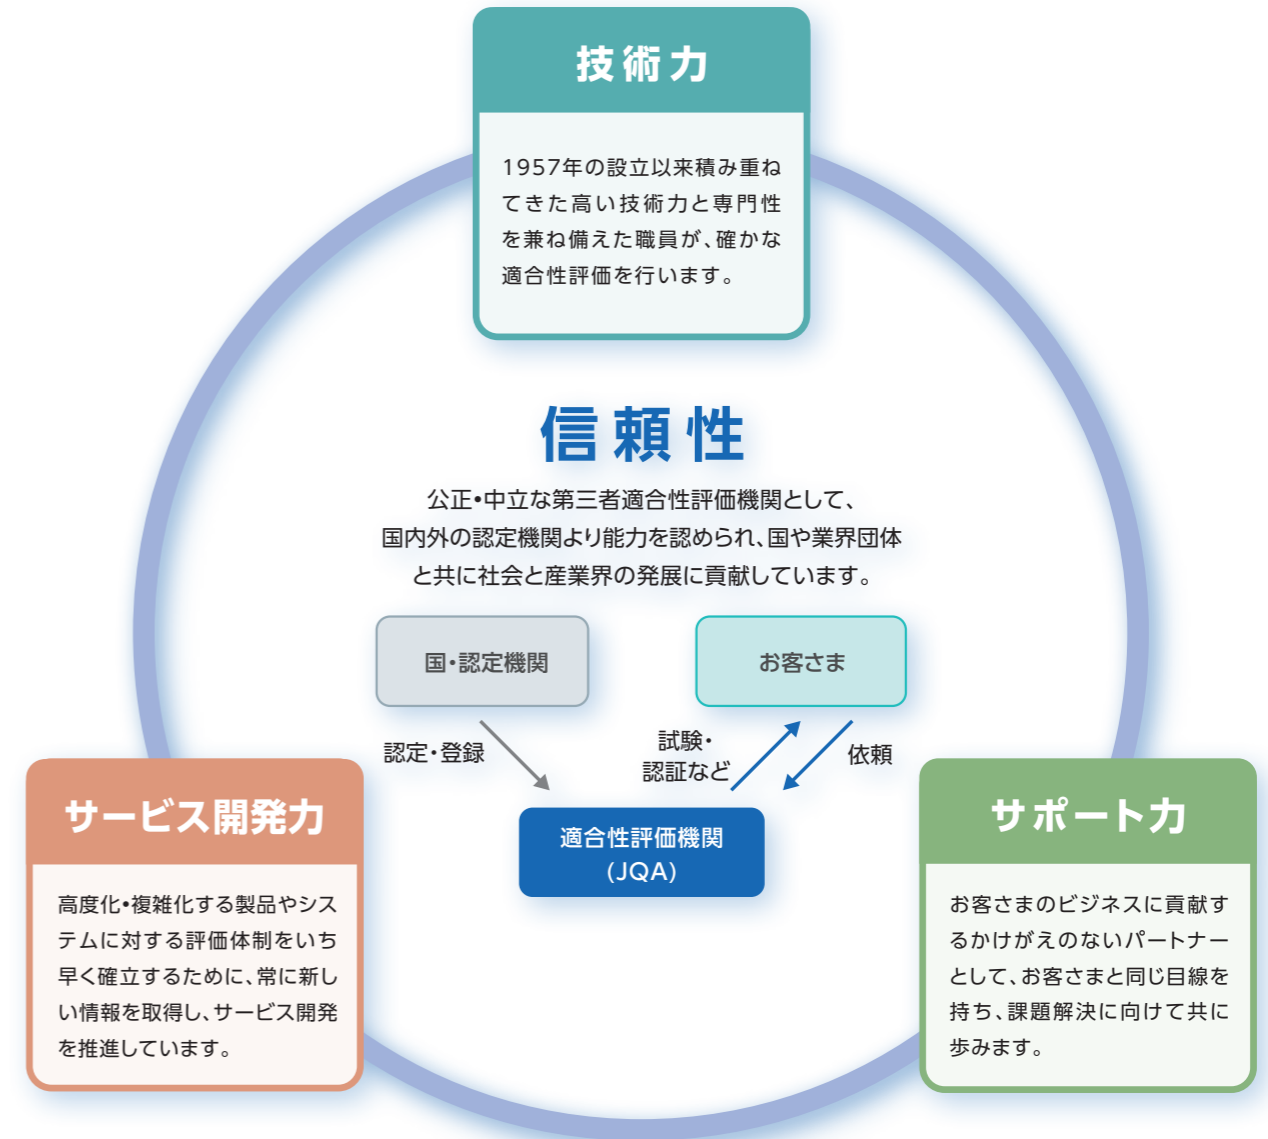 技術力
1957年の設立以来積み重ね
てきた高い技術力と専門性
を兼ね備えた職員が、確かな
適合性評価を行います。
信頼性
公正・中立な第三者適合性評価機関として、
国内外の認定機関より能力を認められ、国や業界団体
と共に社会と産業界の発展に貢献しています。
国・認定機関
お客さま
認定・登録
試験・
認証など
依頼
適合性評価機関
(JQA)
サービス開発力
高度化・複雑化する製品やシス
テムに対する評価体制をいち
早く確立するために、常に新し
い情報を取得し、サービス開発
を推進しています。
サポート力
お客さまのビジネスに貢献す
るかけがえのないパートナー
として、お客さまと同じ目線を
持ち、課題解決に向けて共に
歩みます。